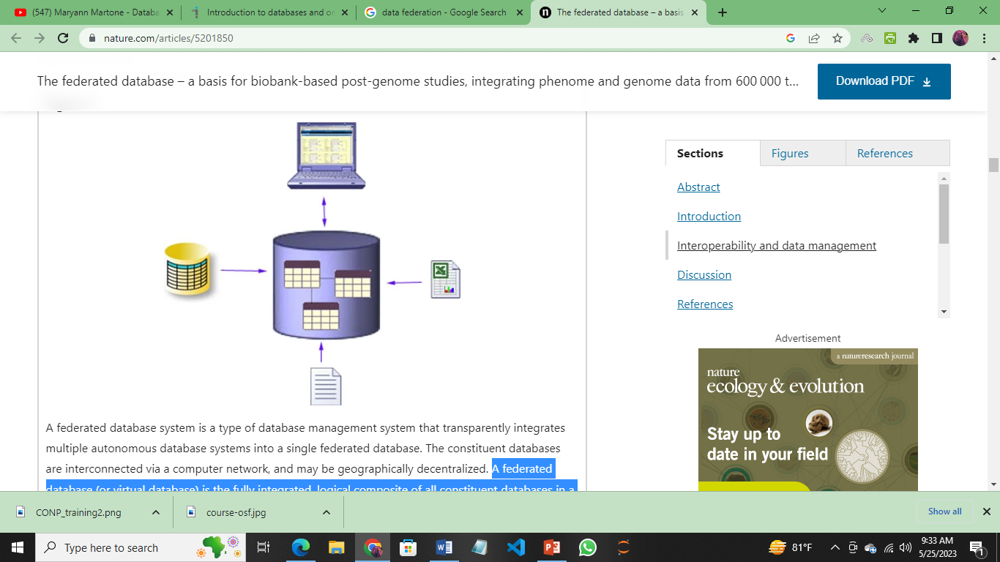 (547) Maryann Martone - Databa
Introduction to databases and or
data federation - Google Search
The federated database – a basis
nature.com/articles/5201850
The federated database – a basis for biobank-based post-genome studies, integrating phenome and genome data from 600 000 t...
Download PDF
Sections
Figures
References
Abstract
Introduction
Interoperability and data management
Discussion
References
Advertisement
a natureresearch journal
nature
ecology & evolution
Stay up to
date in your field
A federated database system is a type of database management system that transparently integrates
multiple autonomous database systems into a single federated database. The constituent databases
are interconnected via a computer network, and may be geographically decentralized. A federated
database (or virtual database) is the fully integrated, logical composite of all constituent databases in a
CONP_training2.png
course-osf.jpg
Show all
Type here to search
81°F
9:33 AM
5/25/2023
1